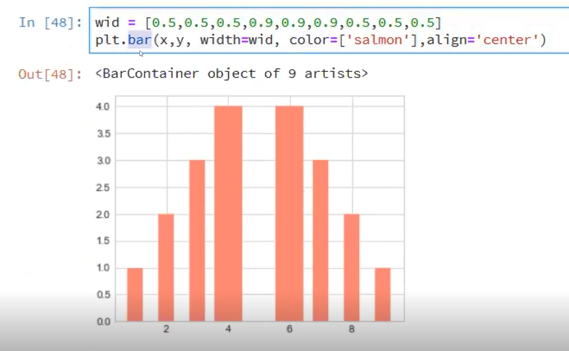 In [48]: wid = [0.5,0.5,0.5,0.9,0.9,0.9,0.5,0.5,0.5]
plt.bar(x,y, width=wid, color=['salmon'],align='center')
Out[48]: <BarContainer object of 9 artists>
4.0
3.5
3.0
2.5
2.0
1.5
1.0
0.5
0.0
2 4 6 8